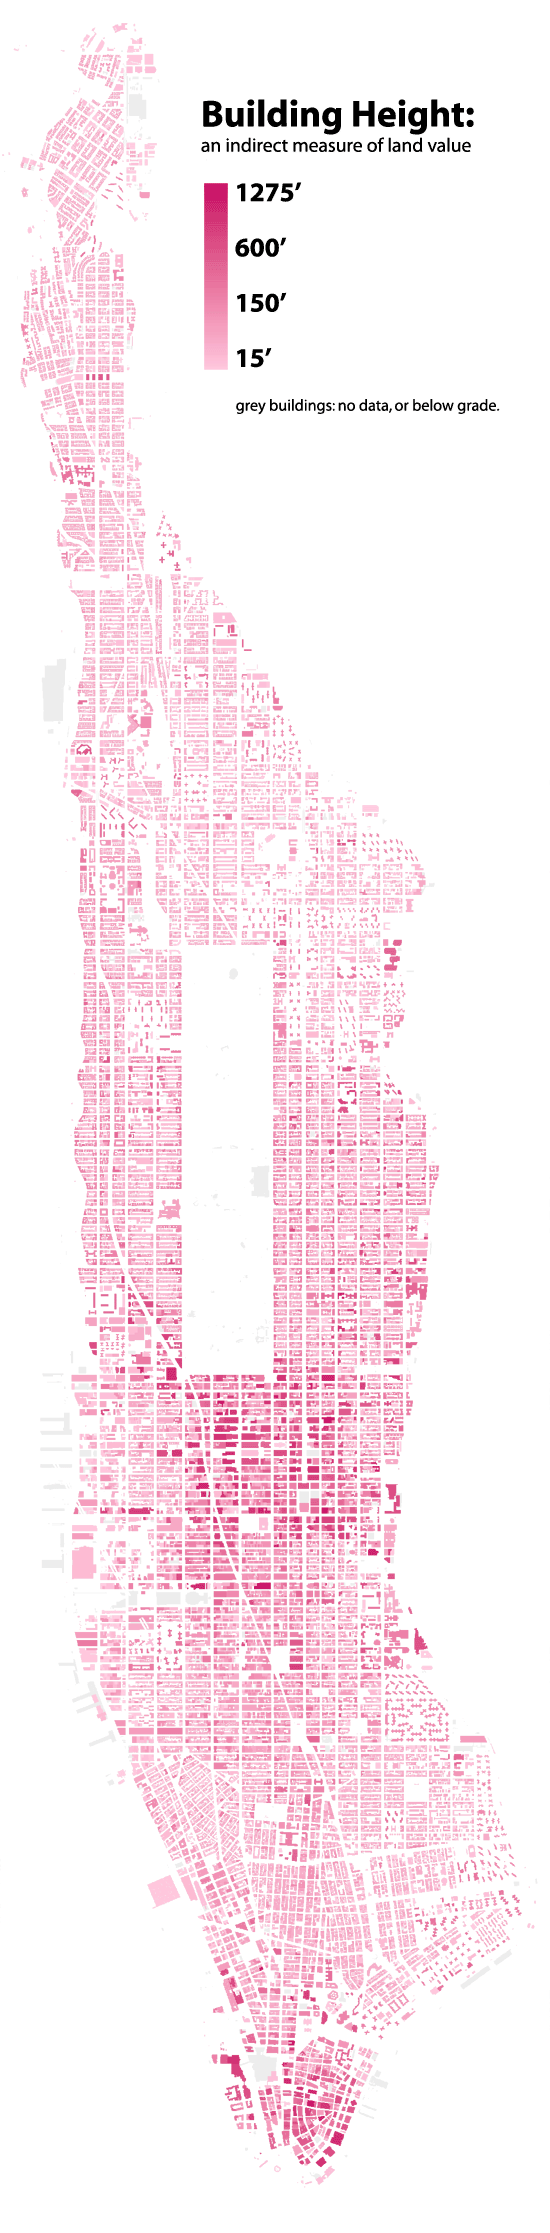 Building Height:
an indirect measure of land value
1275’
600’
150’
15’
grey buildings: no data, or below grade.